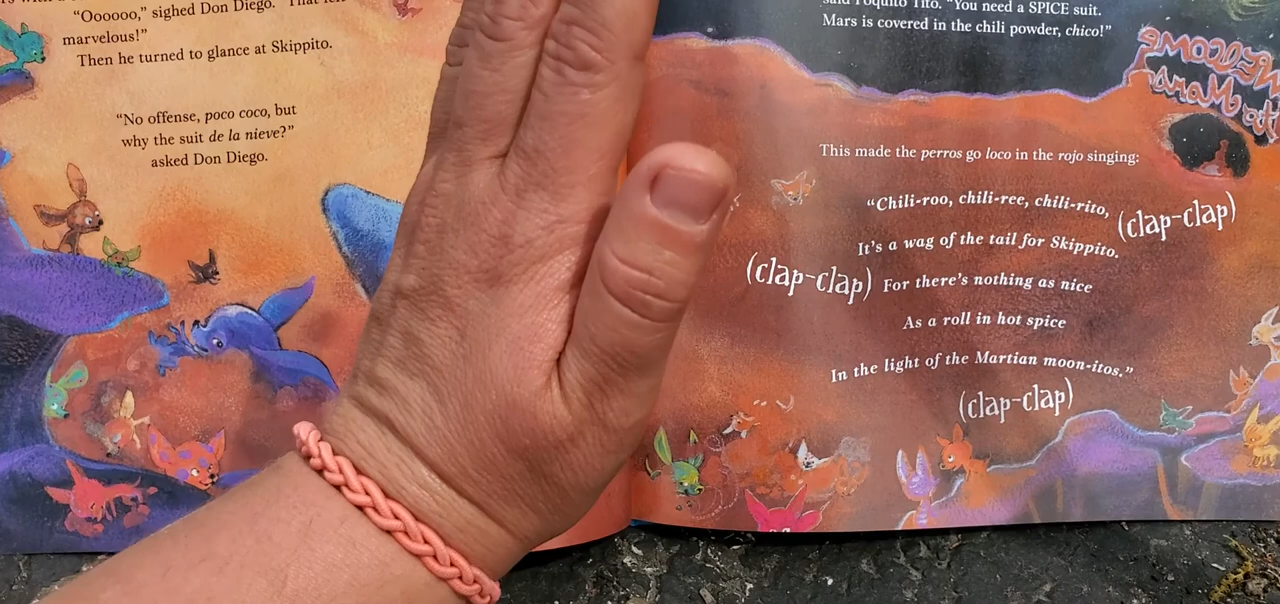 “Oooooo,” sighed Don Diego. “That left
marvelous!”
Then he turned to glance at Skippito.
“No offense, poco coco, but
why the suit de la nieve?”
asked Don Diego.
said Poquito Tito. “You need a SPICE suit.
Mars is covered in the chili powder, chico!”
WELCOME
to Mars
This made the perros go loco in the rojo singing:
“Chili-roo, chili-ree, chili-rito, (clap-clap)
It’s a wag of the tail for Skippito.
(clap-clap) For there’s nothing as nice
As a roll in hot spice
In the light of the Martian moon-itos.”
(clap-clap)